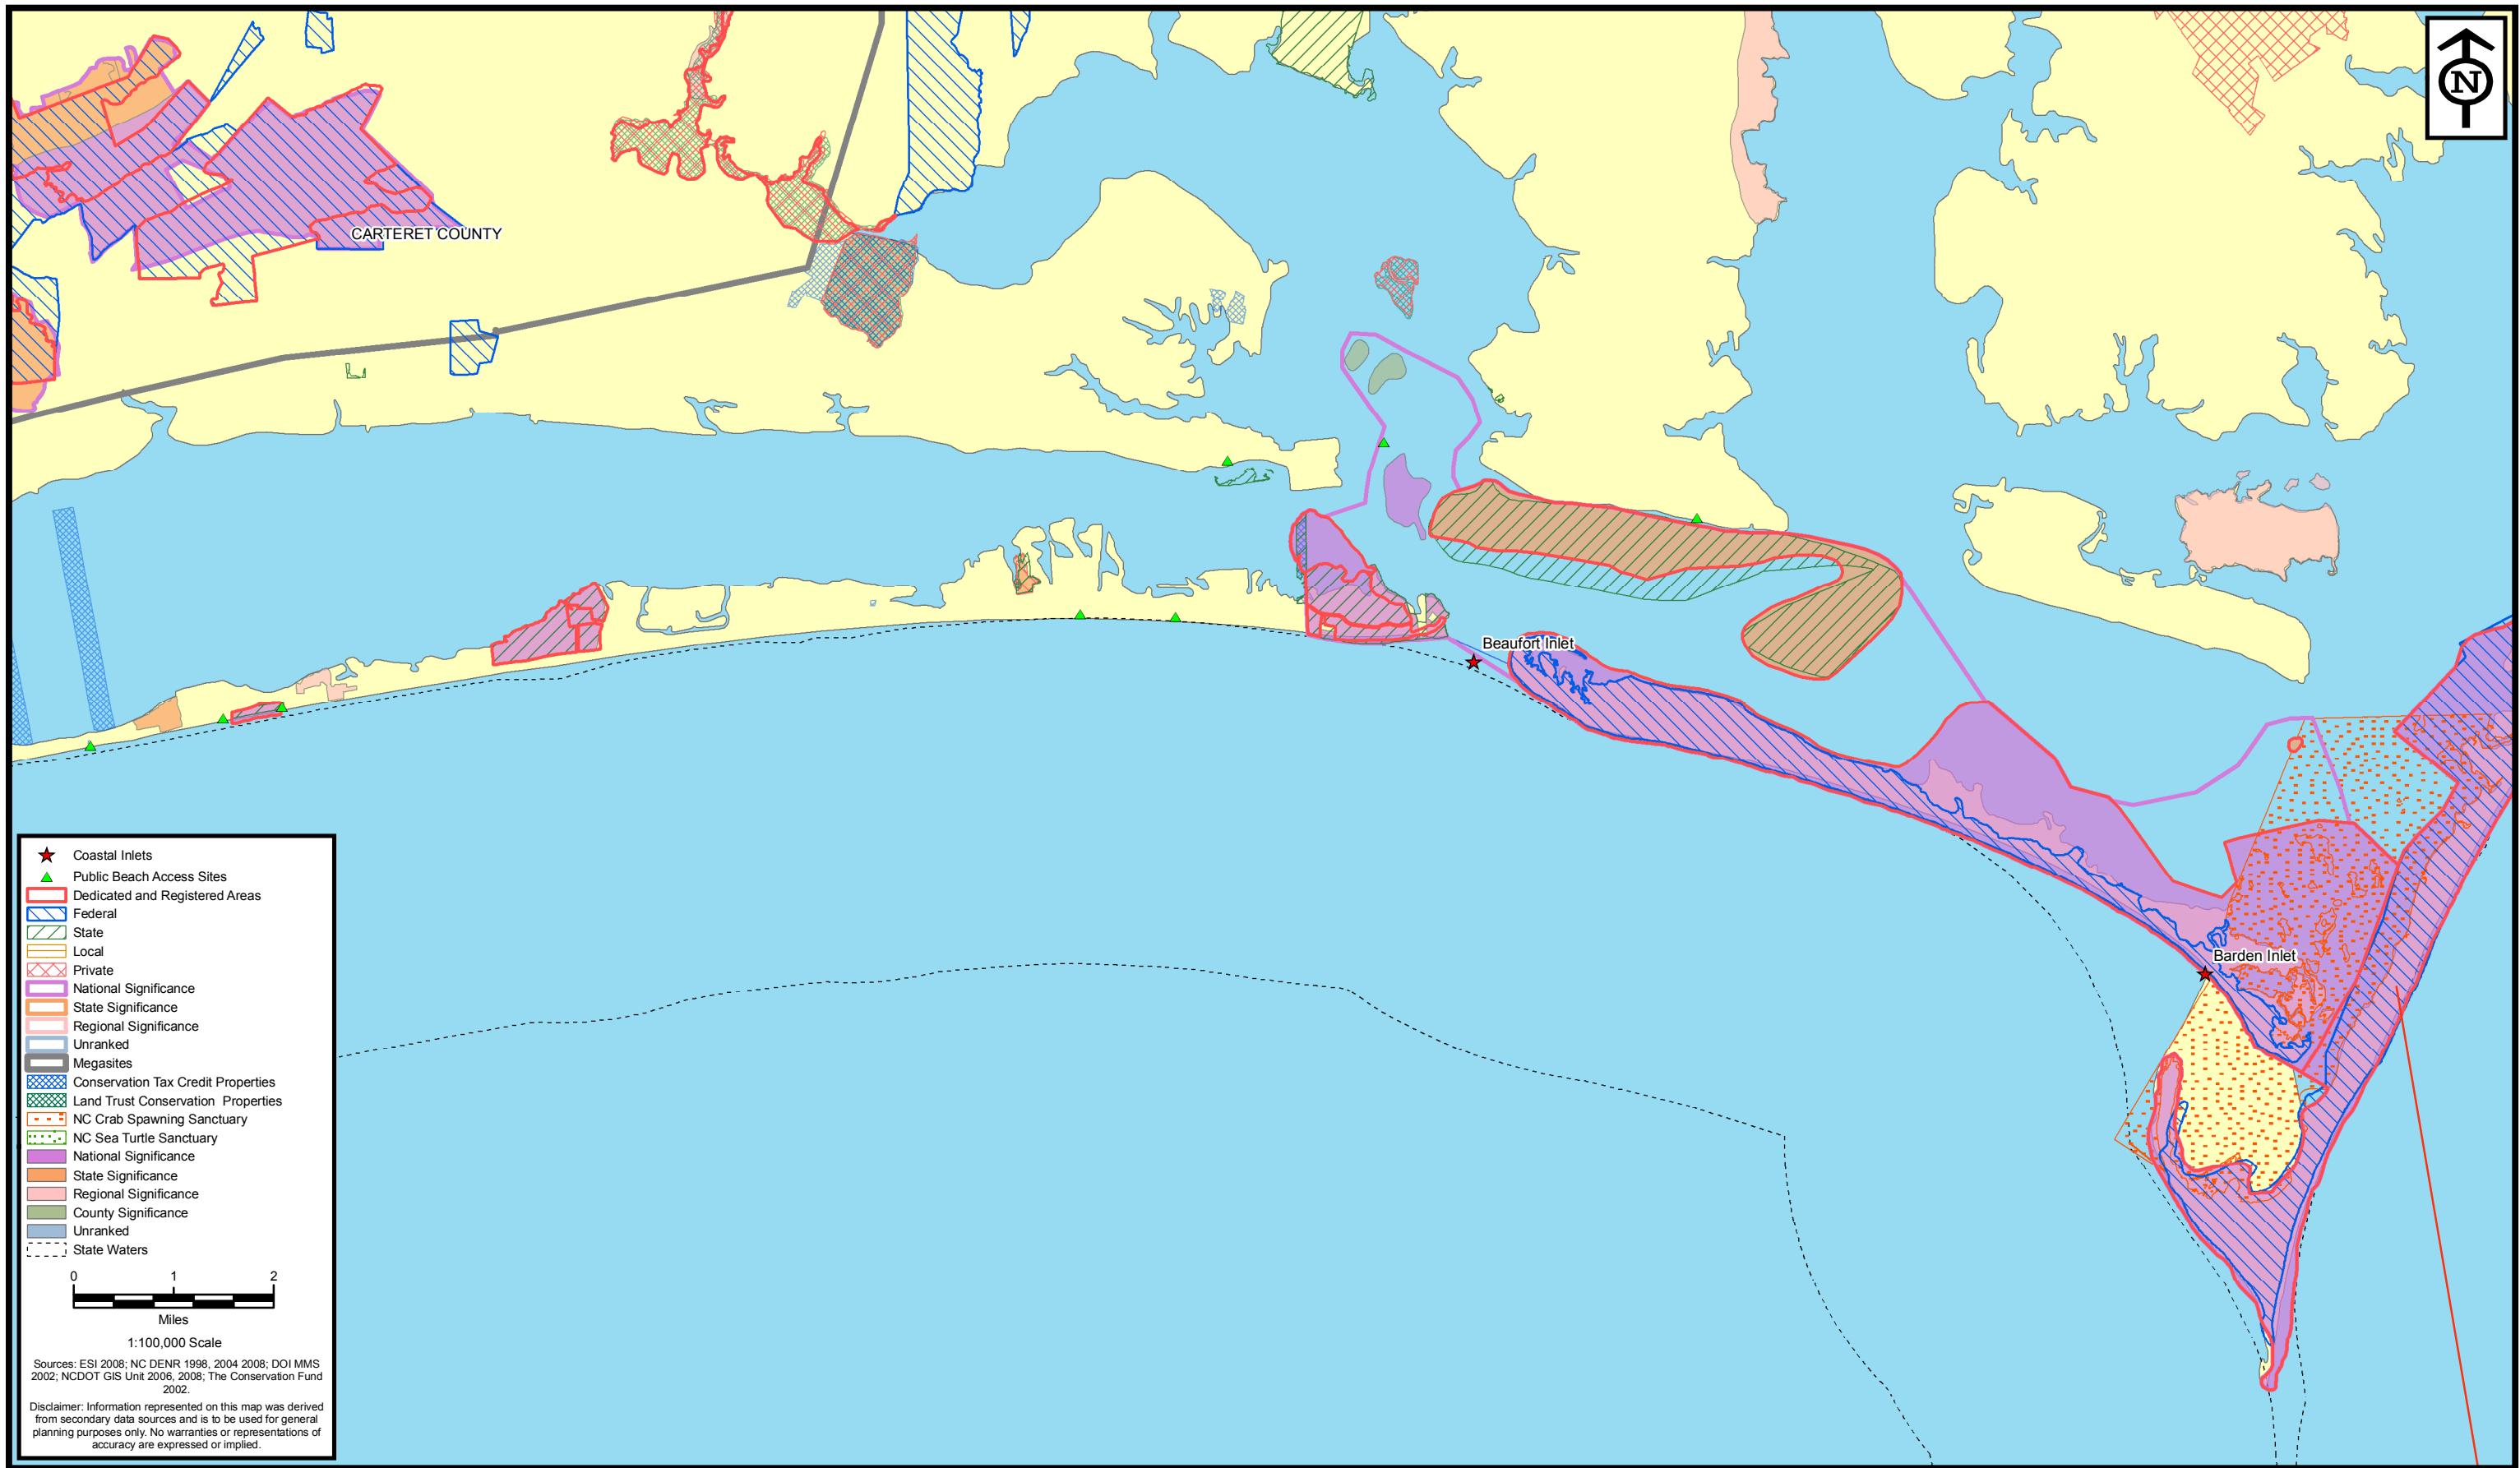 N
CARTERET COUNTY
Beaufort Inlet
Barden Inlet
Coastal Inlets
Public Beach Access Sites
Dedicated and Registered Areas
Federal
State
Local
Private
National Significance
State Significance
Regional Significance
Unranked
Megasites
Conservation Tax Credit Properties
Land Trust Conservation Properties
NC Crab Spawning Sanctuary
NC Sea Turtle Sanctuary
National Significance
State Significance
Regional Significance
County Significance
Unranked
State Waters
0 1 2
Miles
1:100,000 Scale
Sources: ESI 2008; NC DENR 1998, 2004 2008; DOI MMS
2002; NCDOT GIS Unit 2006, 2008; The Conservation Fund
2002.
Disclaimer: Information represented on this map was derived
from secondary data sources and is to be used for general
planning purposes only. No warranties or representations of
accuracy are expressed or implied.